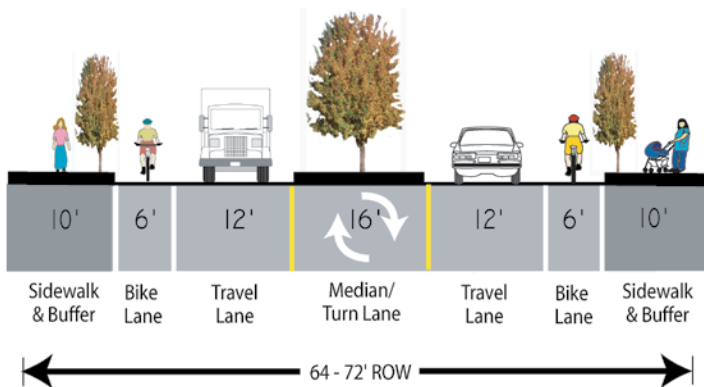 10' 6' 12' 16' 12' 6' 10'
Sidewalk & Buffer
Bike Lane
Travel Lane
Median/ Turn Lane
Travel Lane
Bike Lane
Sidewalk & Buffer
64 - 72' ROW